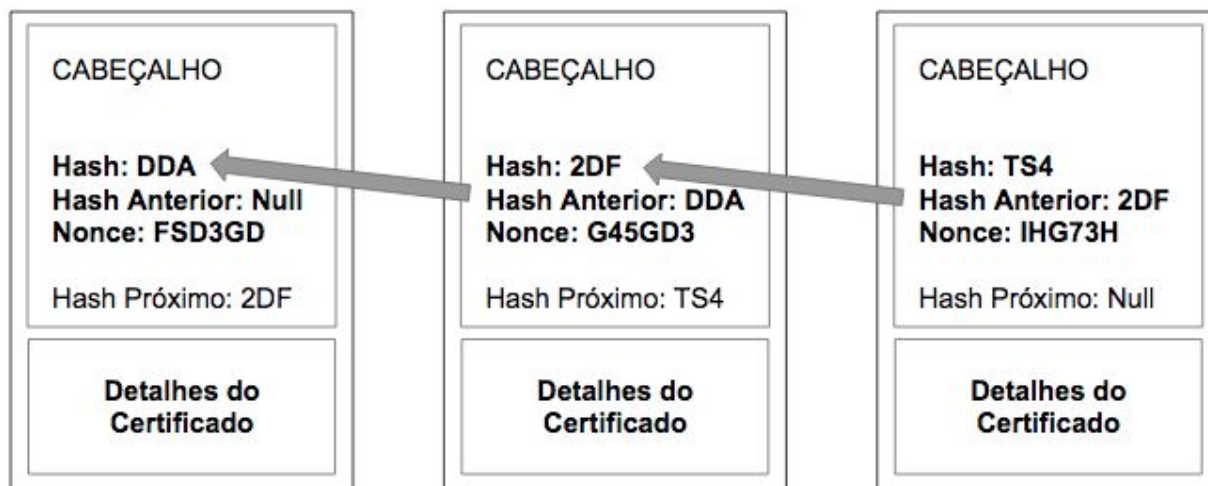 CABEÇALHO
Hash: DDA
Hash Anterior: Null
Nonce: FSD3GD
Hash Próximo: 2DF
Detalhes do
Certificado
CABEÇALHO
Hash: 2DF
Hash Anterior: DDA
Nonce: G45GD3
Hash Próximo: TS4
Detalhes do
Certificado
CABEÇALHO
Hash: TS4
Hash Anterior: 2DF
Nonce: IHG73H
Hash Próximo: Null
Detalhes do
Certificado